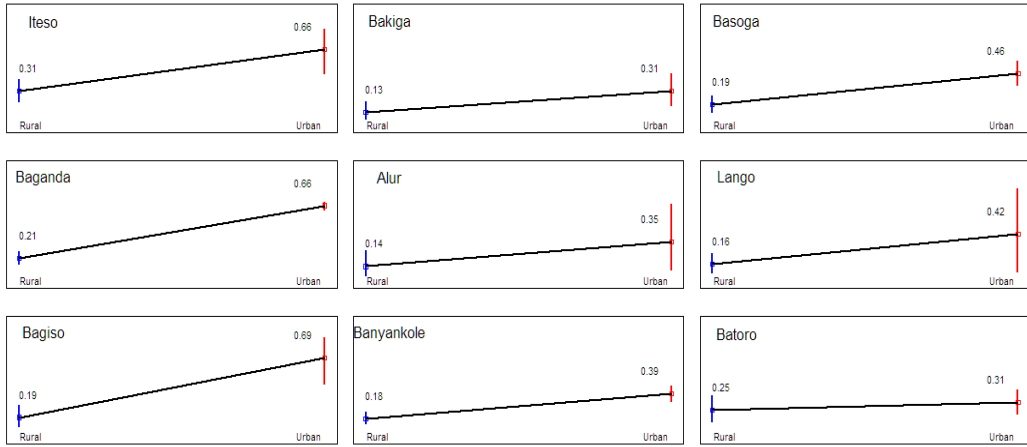 Iteso
0.66
0.31
Rural Urban
Bakiga
0.31
0.13
Rural Urban
Basoga
0.46
0.19
Rural Urban
Baganda
0.66
0.21
Rural Urban
Alur
0.35
0.14
Rural Urban
Lango
0.42
0.16
Rural Urban
Bagiso
0.69
0.19
Rural Urban
Banyankole
0.39
0.18
Rural Urban
Batoro
0.31
0.25
Rural Urban